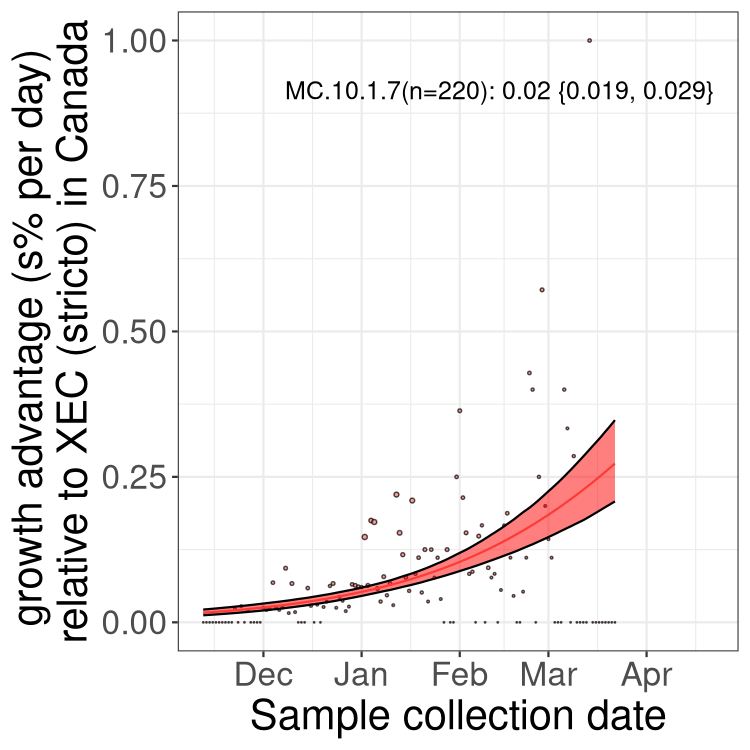 growth advantage (s% per day)
relative to XEC (stricto) in Canada
1.00
0.75
0.50
0.25
0.00
MC.10.1.7(n=220): 0.02 {0.019, 0.029}
Dec Jan Feb Mar Apr
Sample collection date